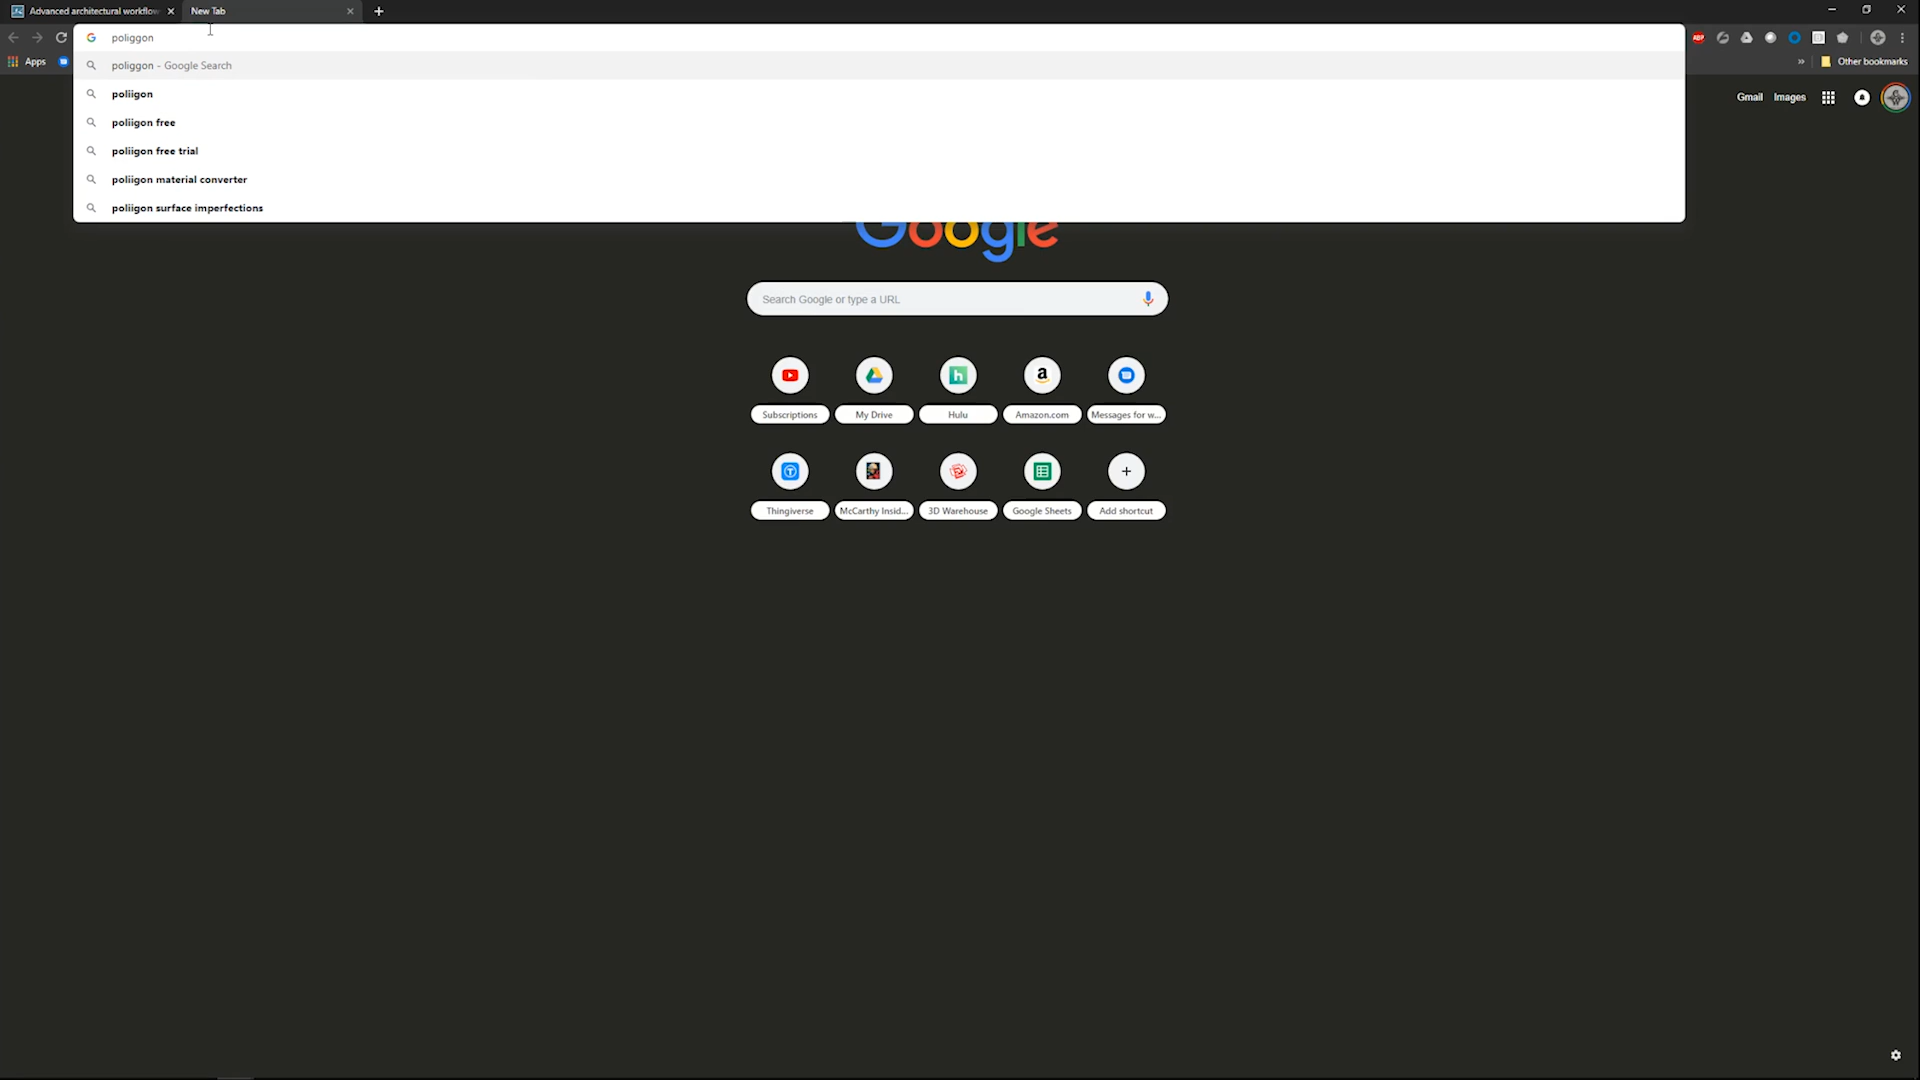 Advanced architectural workflow
New Tab
poliggon
ABP
Apps
Other bookmarks
poliggon - Google Search
poliigon
poliigon free
poliigon free trial
poliigon material converter
poliigon surface imperfections
Gmail
Images
Google
Search Google or type a URL
Subscriptions
My Drive
Hulu
Amazon.com
Messages for w...
Thingiverse
McCarthy Insid...
3D Warehouse
Google Sheets
Add shortcut